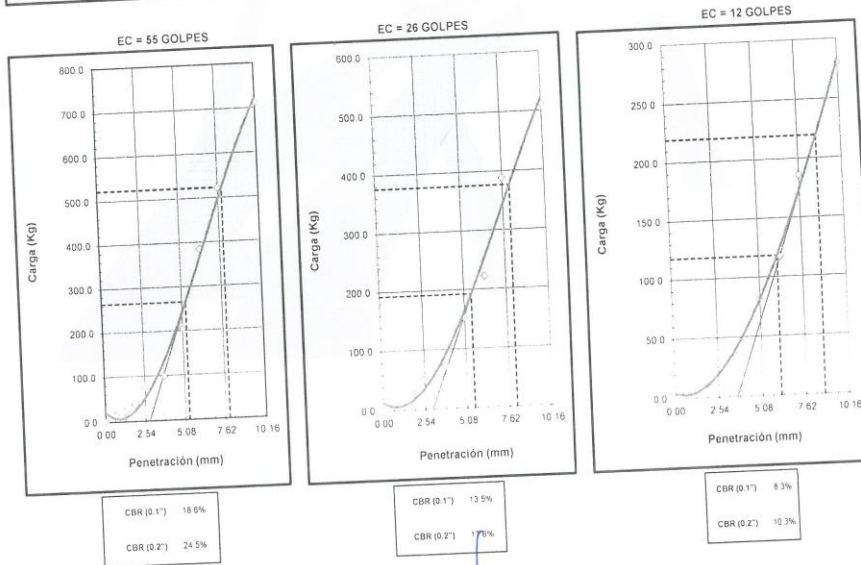 EC = 55 GOLPES
800.0
700.0
600.0
500.0
400.0
300.0
200.0
100.0
0.0
Carga (Kg)
0.00 2.54 5.08 7.62 10.16
Penetración (mm)
CBR (0.1") 18.6%
CBR (0.2") 24.5%
EC = 26 GOLPES
600.0
500.0
400.0
300.0
200.0
100.0
0.0
Carga (Kg)
0.00 2.54 5.08 7.62 10.16
Penetración (mm)
CBR (0.1") 13.5%
CBR (0.2")
EC = 12 GOLPES
300.0
250.0
200.0
150.0
100.0
50.0
0.0
Carga (Kg)
0.00 2.54 5.08 7.62 10.16
Penetración (mm)
CBR (0.1") 8.3%
CBR (0.2") 10.3%